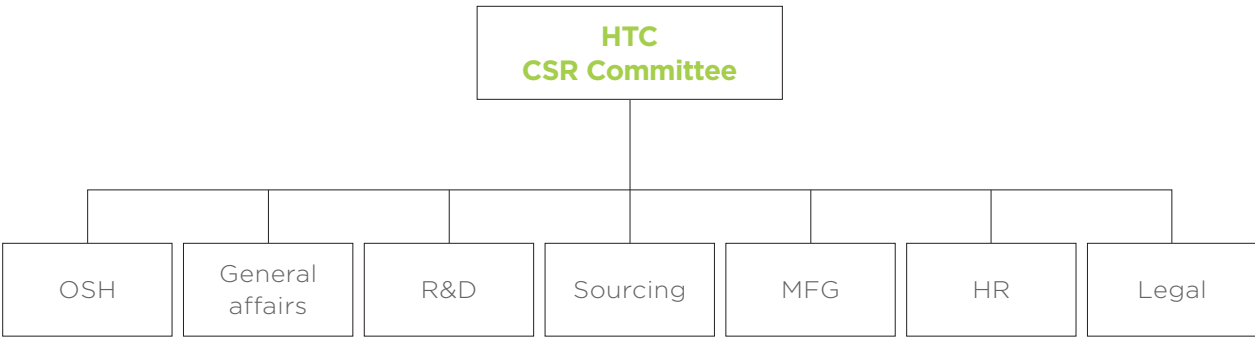 HTC
CSR Committee
OSH
General
affairs
R&D
Sourcing
MFG
HR
Legal